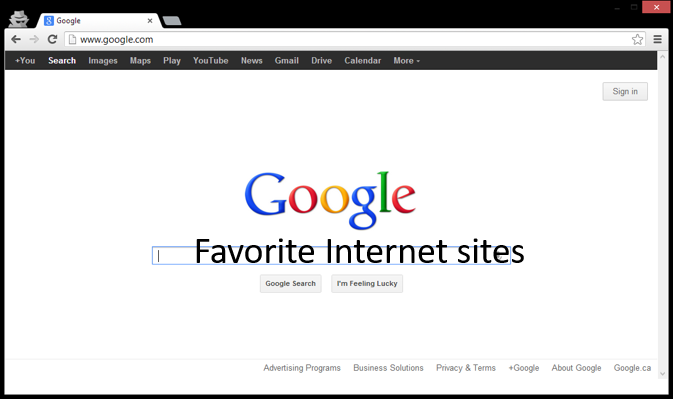 Google
www.google.com
+You Search Images Maps Play YouTube News Gmail Drive Calendar More
Sign in
Google
Favorite Internet sites
Google Search I'm Feeling Lucky
Advertising Programs Business Solutions Privacy & Terms +Google About Google Google.ca